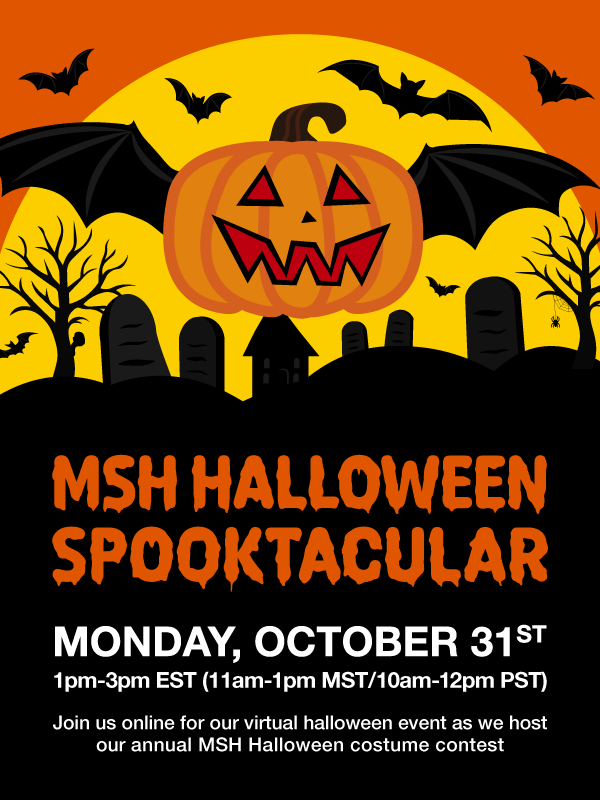 MSH HALLOWEEN
SPOOKTACULAR
MONDAY, OCTOBER 31ST
1pm-3pm EST (11am-1pm MST/10am-12pm PST)
Join us online for our virtual halloween event as we host
our annual MSH Halloween costume contest